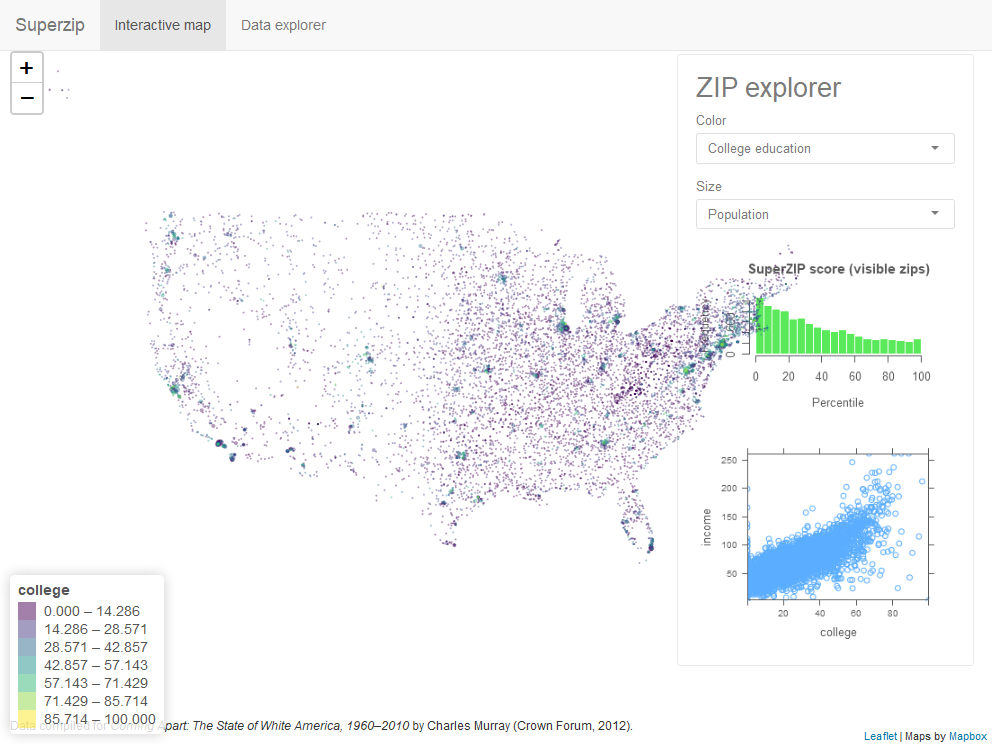 Superzip
Interactive map
Data explorer
+
−
ZIP explorer
Color
College education
Size
Population
SuperZIP score (visible zips)
0
0 20 40 60 80 100
Percentile
250
200
150
100
50
income
20 40 60 80
college
college
0.000 – 14.286
14.286 – 28.571
28.571 – 42.857
42.857 – 57.143
57.143 – 71.429
71.429 – 85.714
85.714 – 100.000
Data compiled for Coming Apart: The State of White America, 1960–2010 by Charles Murray (Crown Forum, 2012).
Leaflet | Maps by Mapbox